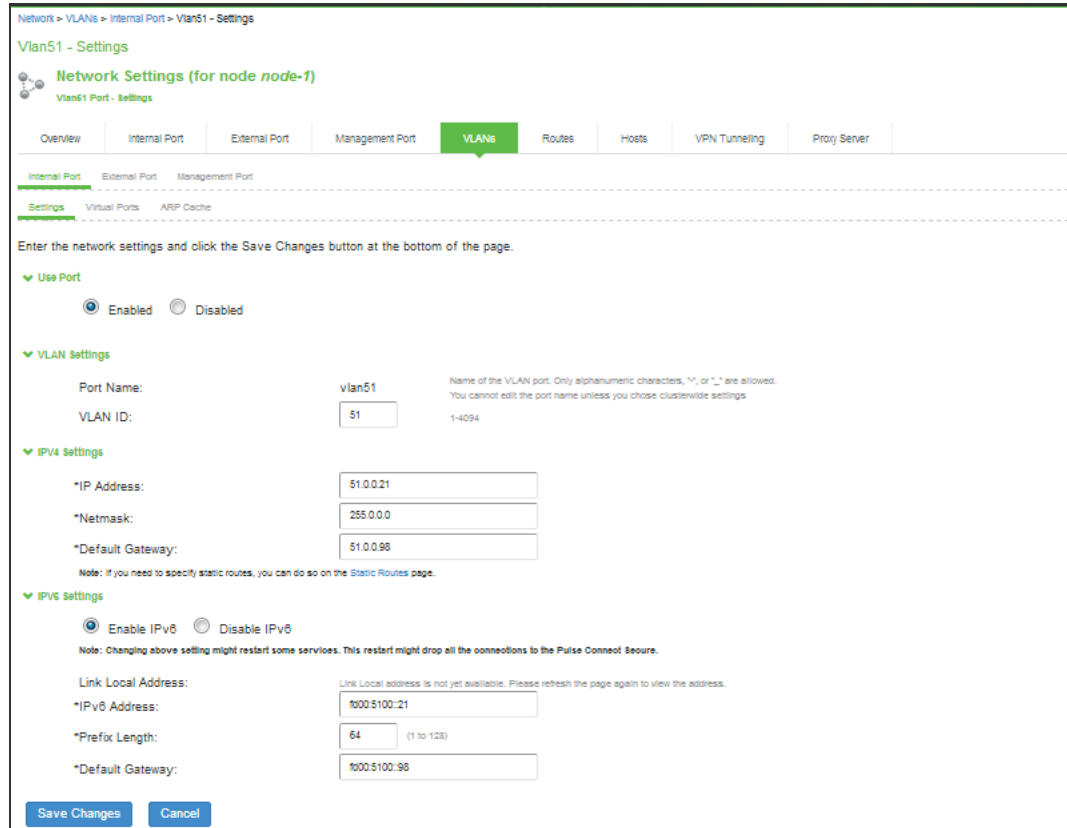 Network > VLANs > Internal Port > Vlan51 - Settings
Vlan51 - Settings
Network Settings (for node node-1)
Vlan51 Port - Settings
Overview Internal Port External Port Management Port VLANs Routes Hosts VPN Tunneling Proxy Server
Internal Port External Port Management Port
Settings Virtual Ports ARP Cache
Enter the network settings and click the Save Changes button at the bottom of the page.
Use Port
Enabled Disabled
VLAN Settings
Port Name: vlan51 Name of the VLAN port. Only alphanumeric characters, "-", or "_" are allowed.
You cannot edit the port name unless you chose clusterwide settings
VLAN ID: 51 1-4094
IPV4 Settings
*IP Address: 51.0.0.21
*Netmask: 255.0.0.0
*Default Gateway: 51.0.0.98
Note: If you need to specify static routes, you can do so on the Static Routes page.
IPV6 Settings
Enable IPv6 Disable IPv6
Note: Changing above setting might restart some services. This restart might drop all the connections to the Pulse Connect Secure.
Link Local Address: Link Local address is not yet available. Please refresh the page again to view the address.
*IPv6 Address: fd00:5100::21
*Prefix Length: 64 (1 to 128)
*Default Gateway: fd00:5100::98
Save Changes Cancel